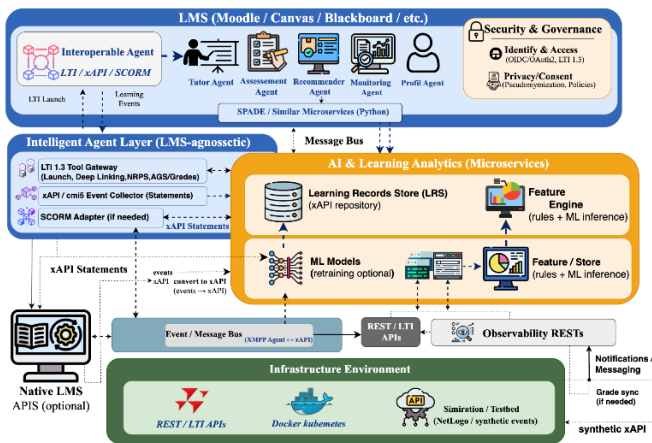 LMS (Moodle / Canvas / Blackboard / etc.)
Interoperable Agent
LTI / xAPI / SCORM
Tutor Agent
Assessement
Agent
Recommender
Agent
Monitoring
Agent
Profil Agent
SPADE / Similar Microservices (Python)
Security & Governance
Identify & Access
(OIDC/OAuth2, LTI 1.3)
Privacy/Consent
(Pseudomymization, Policies)
LTI Launch
Learning
Events
Message Bus
Intelligent Agent Layer (LMS-agnossctic)
LTI 1.3 Tool Gateway
(Launch, Deep Linking,NRPS,AGS/Grades)
xAPI / cmi5 Event Collector (Statements)
SCORM Adapter (if needed)
xAPI Statements
AI & Learning Analytics (Microservices)
Learning Records Store (LRS)
(xAPI repository)
Feature
Engine
(rules + ML inference)
ML Models
(retraining optional)
Feature / Store
(rules + ML inference)
xAPI Statements
events
xAPI convert to xAPI
(events → xAPI)
Event / Message Bus
(XMPP Agent ↔ xAPI)
REST / LTI
APIs
Observability RESTs
Native LMS
APIS (optional)
Notifications /
Messaging
Grade sync
(if needed)
synthetic xAPI
Infrastructure Environment
REST / LTI APIs
Docker kubemetes
API
Simiration / Testbed
(NetLogo / synthetic events)